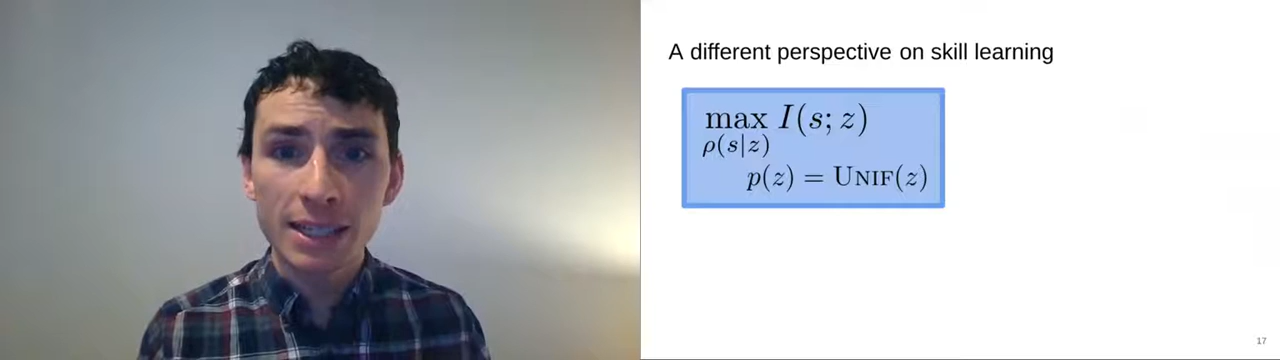 A different perspective on skill learning
max I(s; z)
ρ(s|z)
p(z) = UNIF(z)
17